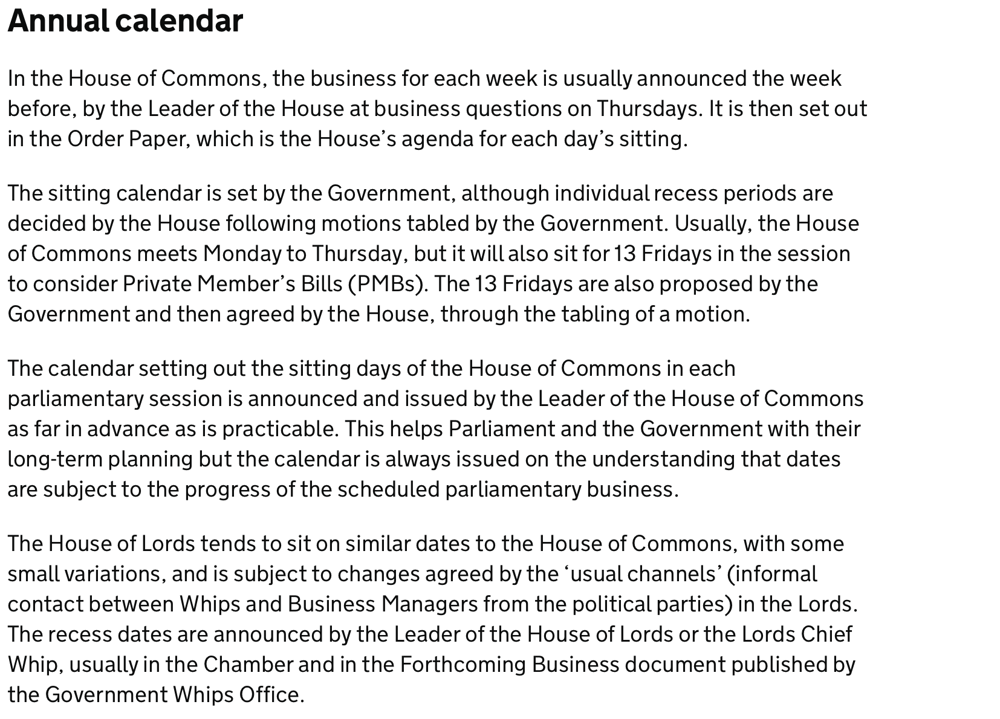 Annual calendar
In the House of Commons, the business for each week is usually announced the week
before, by the Leader of the House at business questions on Thursdays. It is then set out
in the Order Paper, which is the House’s agenda for each day’s sitting.
The sitting calendar is set by the Government, although individual recess periods are
decided by the House following motions tabled by the Government. Usually, the House
of Commons meets Monday to Thursday, but it will also sit for 13 Fridays in the session
to consider Private Member’s Bills (PMBs). The 13 Fridays are also proposed by the
Government and then agreed by the House, through the tabling of a motion.
The calendar setting out the sitting days of the House of Commons in each
parliamentary session is announced and issued by the Leader of the House of Commons
as far in advance as is practicable. This helps Parliament and the Government with their
long-term planning but the calendar is always issued on the understanding that dates
are subject to the progress of the scheduled parliamentary business.
The House of Lords tends to sit on similar dates to the House of Commons, with some
small variations, and is subject to changes agreed by the ‘usual channels’ (informal
contact between Whips and Business Managers from the political parties) in the Lords.
The recess dates are announced by the Leader of the House of Lords or the Lords Chief
Whip, usually in the Chamber and in the Forthcoming Business document published by
the Government Whips Office.